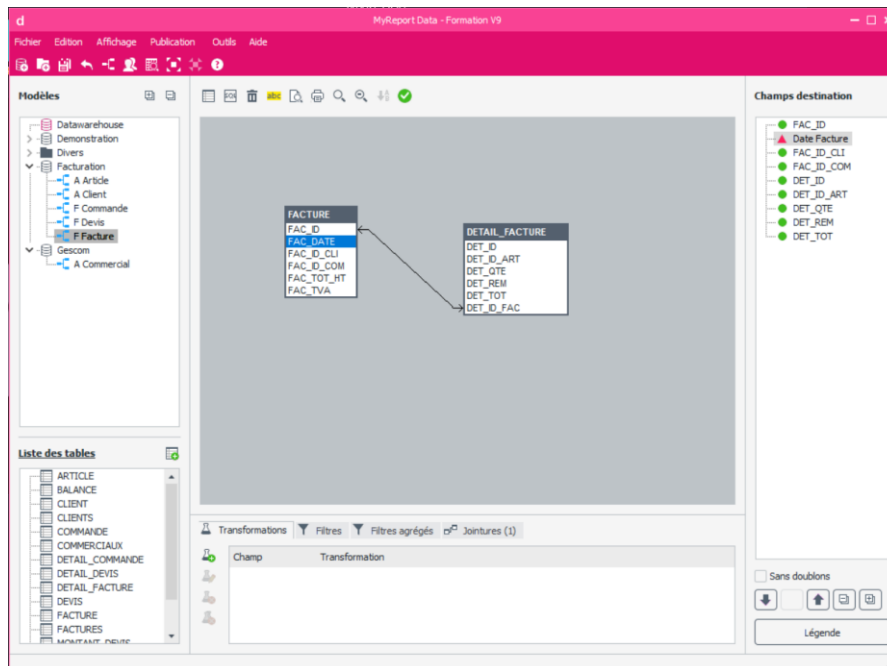 d
MyReport Data - Formation V9
Fichier Edition Affichage Publication Outils Aide
Modèles
Datawarehouse
Demonstration
Divers
Facturation
A Article
A Client
F Commande
F Devis
F Facture
Gescom
A Commercial
Liste des tables
ARTICLE
BALANCE
CLIENT
CLIENTS
COMMANDE
COMMERCIAUX
DETAIL_COMMANDE
DETAIL_DEVIS
DETAIL_FACTURE
DEVIS
FACTURE
FACTURES
MONTANT_DEVIS
SQL
abc
FACTURE
FAC_ID
FAC_DATE
FAC_ID_CLI
FAC_ID_COM
FAC_TOT_HT
FAC_TVA
DETAIL_FACTURE
DET_ID
DET_ID_ART
DET_QTE
DET_REM
DET_TOT
DET_ID_FAC
Transformations Filtres Filtres agrégés Jointures (1)
Champ Transformation
Champs destination
FAC_ID
Date Facture
FAC_ID_CLI
FAC_ID_COM
DET_ID
DET_ID_ART
DET_QTE
DET_REM
DET_TOT
Sans doublons
Légende